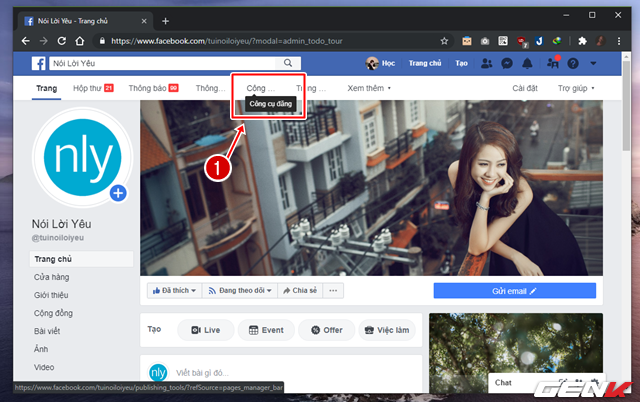 Nói Lời Yêu - Trang chủ
https://www.facebook.com/tuinoiloiyeu/?modal=admin_todo_tour
Nói Lời Yêu
Học Trang chủ Tạo
Trang Hộp thư 21 Thông báo 99 Thông... Công ... Trung ... Xem thêm Cài đặt Trợ giúp
Công cụ đăng
1
nly
Nói Lời Yêu
@tuinoiloiyeu
Trang chủ
Cửa hàng
Giới thiệu
Cộng đồng
Bài viết
Ảnh
Video
Đã thích Đang theo dõi Chia sẻ ...
Gửi email
Tạo Live Event Offer Việc làm
nly Viết bài gì đó...
Chat
https://www.facebook.com/tuinoiloiyeu/publishing_tools/?refSource=pages_manager_bar
GENK